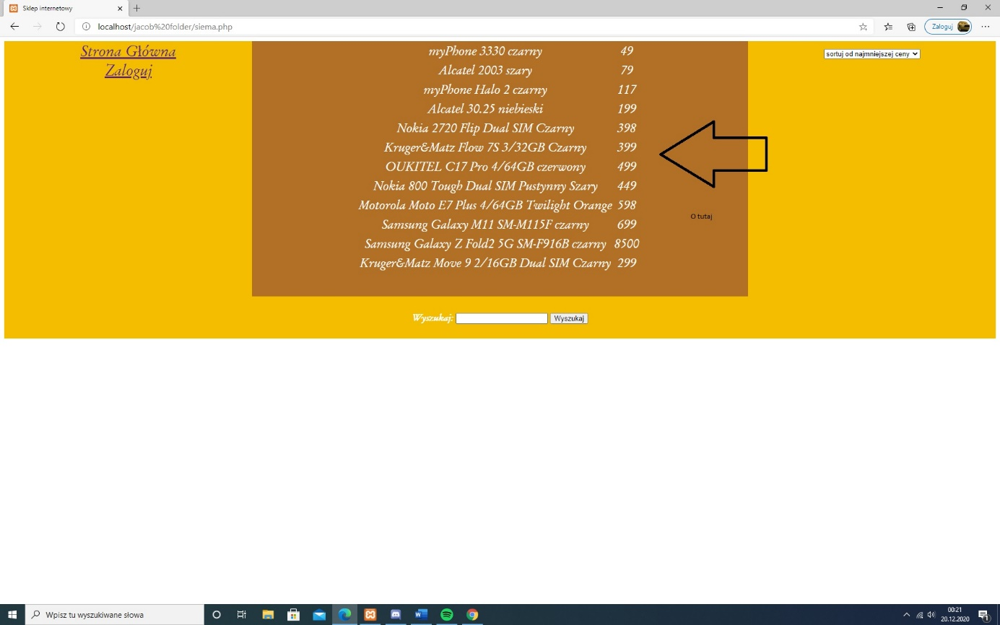 Sklep internetowy
localhost/jacob%20folder/siema.php
Zaloguj
Strona Główna
Zaloguj
myPhone 3330 czarny 49
Alcatel 2003 szary 79
myPhone Halo 2 czarny 117
Alcatel 30.25 niebieski 199
Nokia 2720 Flip Dual SIM Czarny 398
Kruger&Matz Flow 7S 3/32GB Czarny 399
OUKITEL C17 Pro 4/64GB czerwony 499
Nokia 800 Tough Dual SIM Pustynny Szary 449
Motorola Moto E7 Plus 4/64GB Twilight Orange 598
Samsung Galaxy M11 SM-M115F czarny 699
Samsung Galaxy Z Fold2 5G SM-F916B czarny 8500
Kruger&Matz Move 9 2/16GB Dual SIM Czarny 299
sortuj od najmniejszej ceny
O tutaj
Wyszukaj: Wyszukaj
Wpisz tu wyszukiwane słowa
00:21
20.12.2020
1